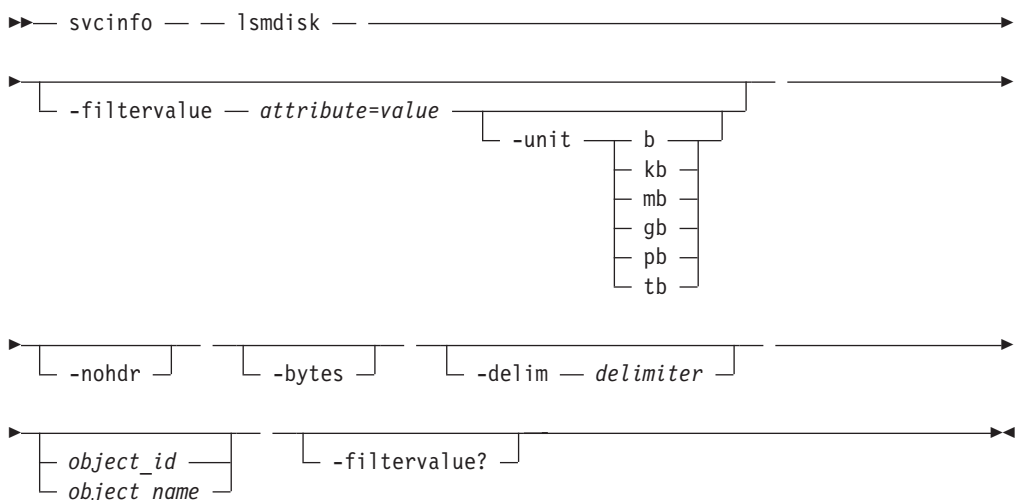 svcinfo lsmdisk
-filtervalue attribute=value
-unit b
kb
mb
gb
pb
tb
-nohdr -bytes -delim delimiter
object_id -filtervalue?
object_name